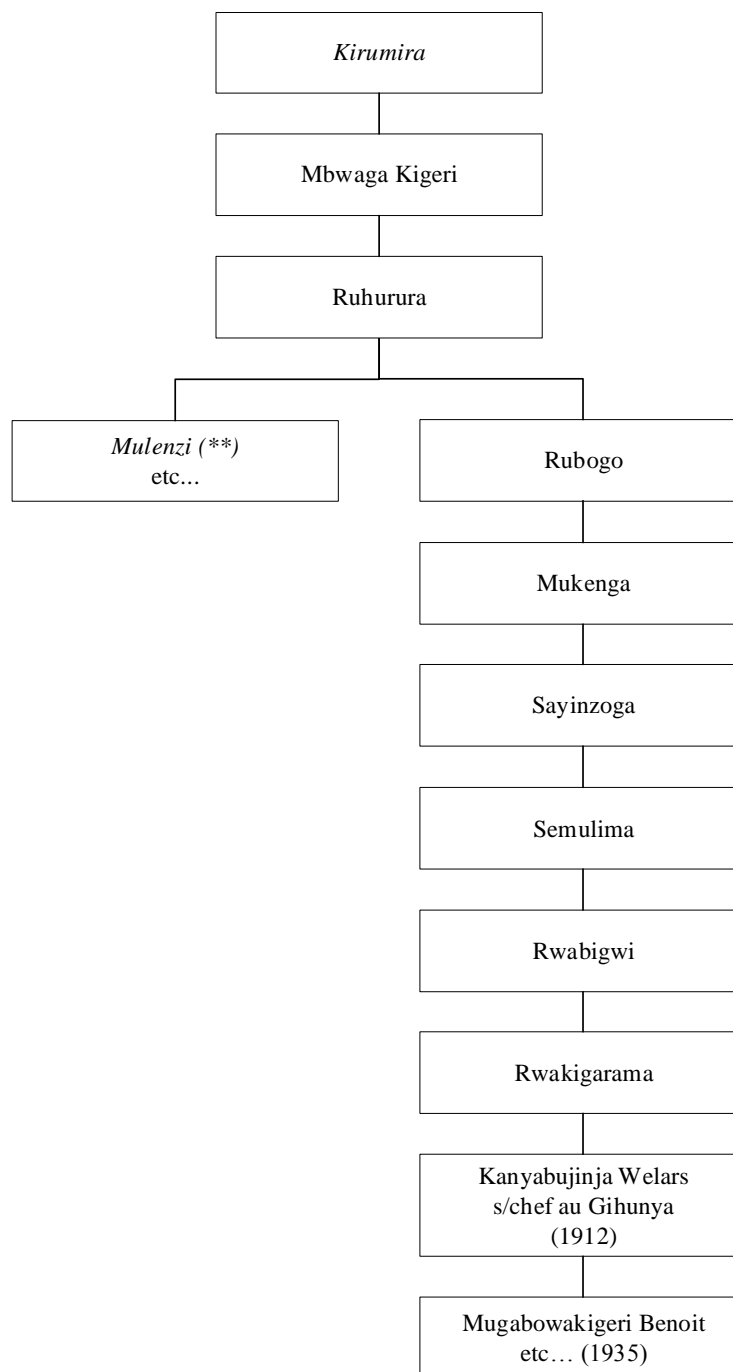 Kirumira
Mbwaga Kigeri
Ruhurura
Mulenzi (**)
etc...
Rubogo
Mukenga
Sayinzoga
Semulima
Rwabigwi
Rwakigarama
Kanyabujinja Welars
s/chef au Gihunya
(1912)
Mugabowakigeri Benoit
etc… (1935)